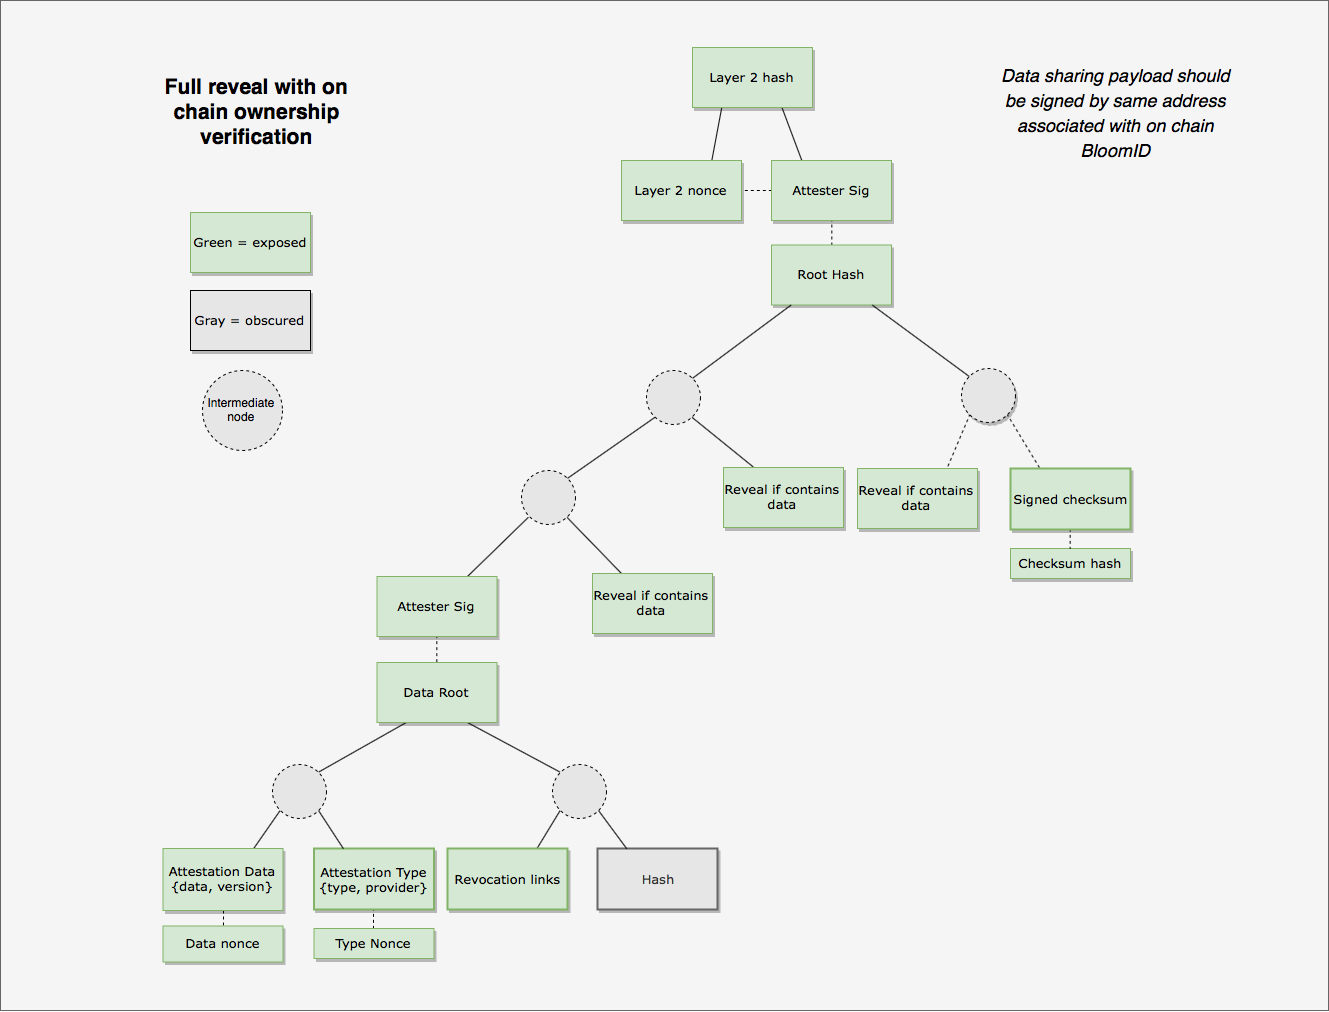 Full reveal with on
chain ownership
verification
Data sharing payload should
be signed by same address
associated with on chain
BloomID
Green = exposed
Gray = obscured
Intermediate
node
Layer 2 hash
Layer 2 nonce
Attester Sig
Root Hash
Reveal if contains
data
Reveal if contains
data
Signed checksum
Checksum hash
Attester Sig
Reveal if contains
data
Data Root
Attestation Data
{data, version}
Attestation Type
{type, provider}
Revocation links
Hash
Data nonce
Type Nonce